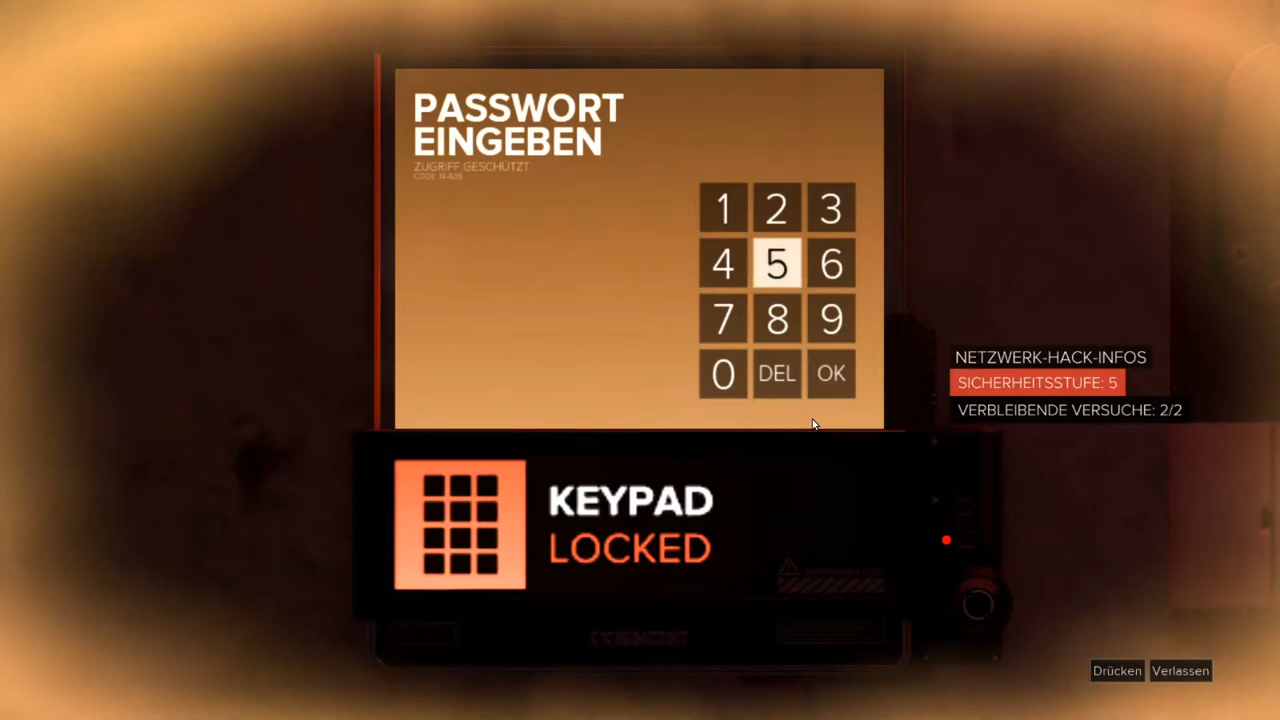 PASSWORT
EINGEBEN
ZUGRIFF GESCHÜTZT
1 2 3
4 5 6
7 8 9
0 DEL OK
NETZWERK-HACK-INFOS
SICHERHEITSSTUFE: 5
VERBLEIBENDE VERSUCHE: 2/2
KEYPAD
LOCKED
Drücken Verlassen